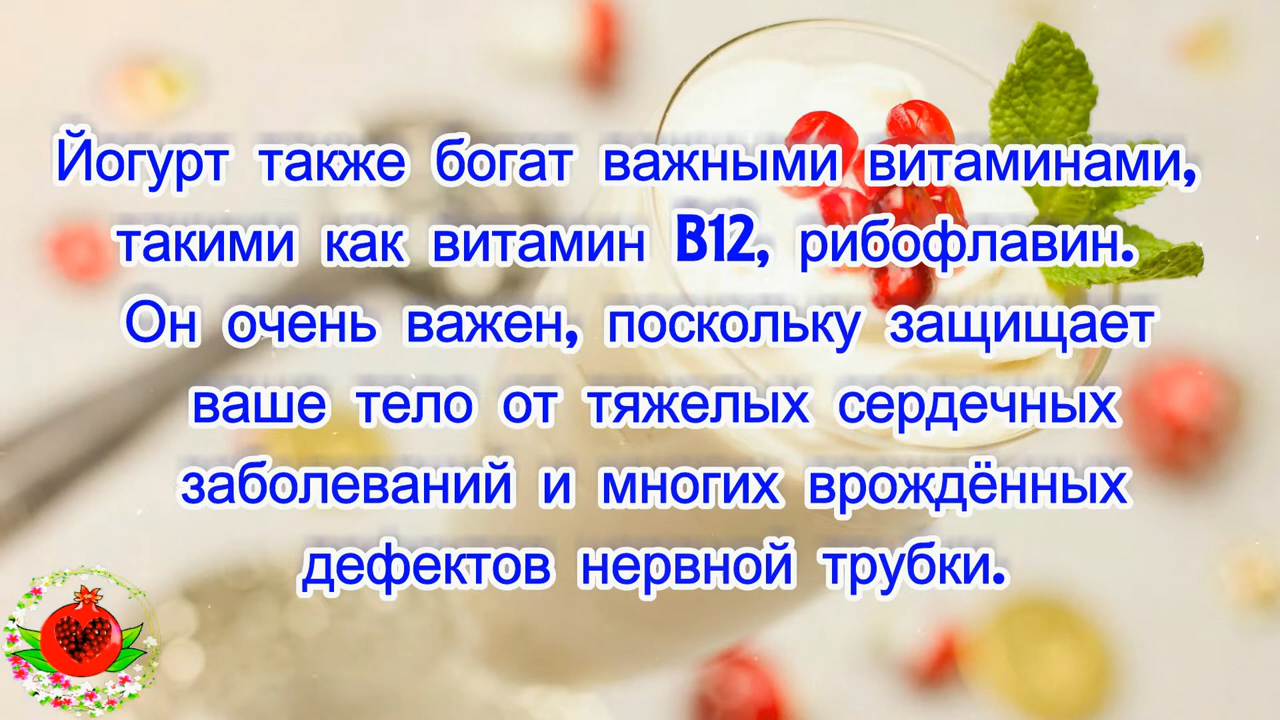 Йогурт также богат важными витаминами,
такими как витамин B12, рибофлавин.
Он очень важен, поскольку защищает
ваше тело от тяжелых сердечных
заболеваний и многих врождённых
дефектов нервной трубки.